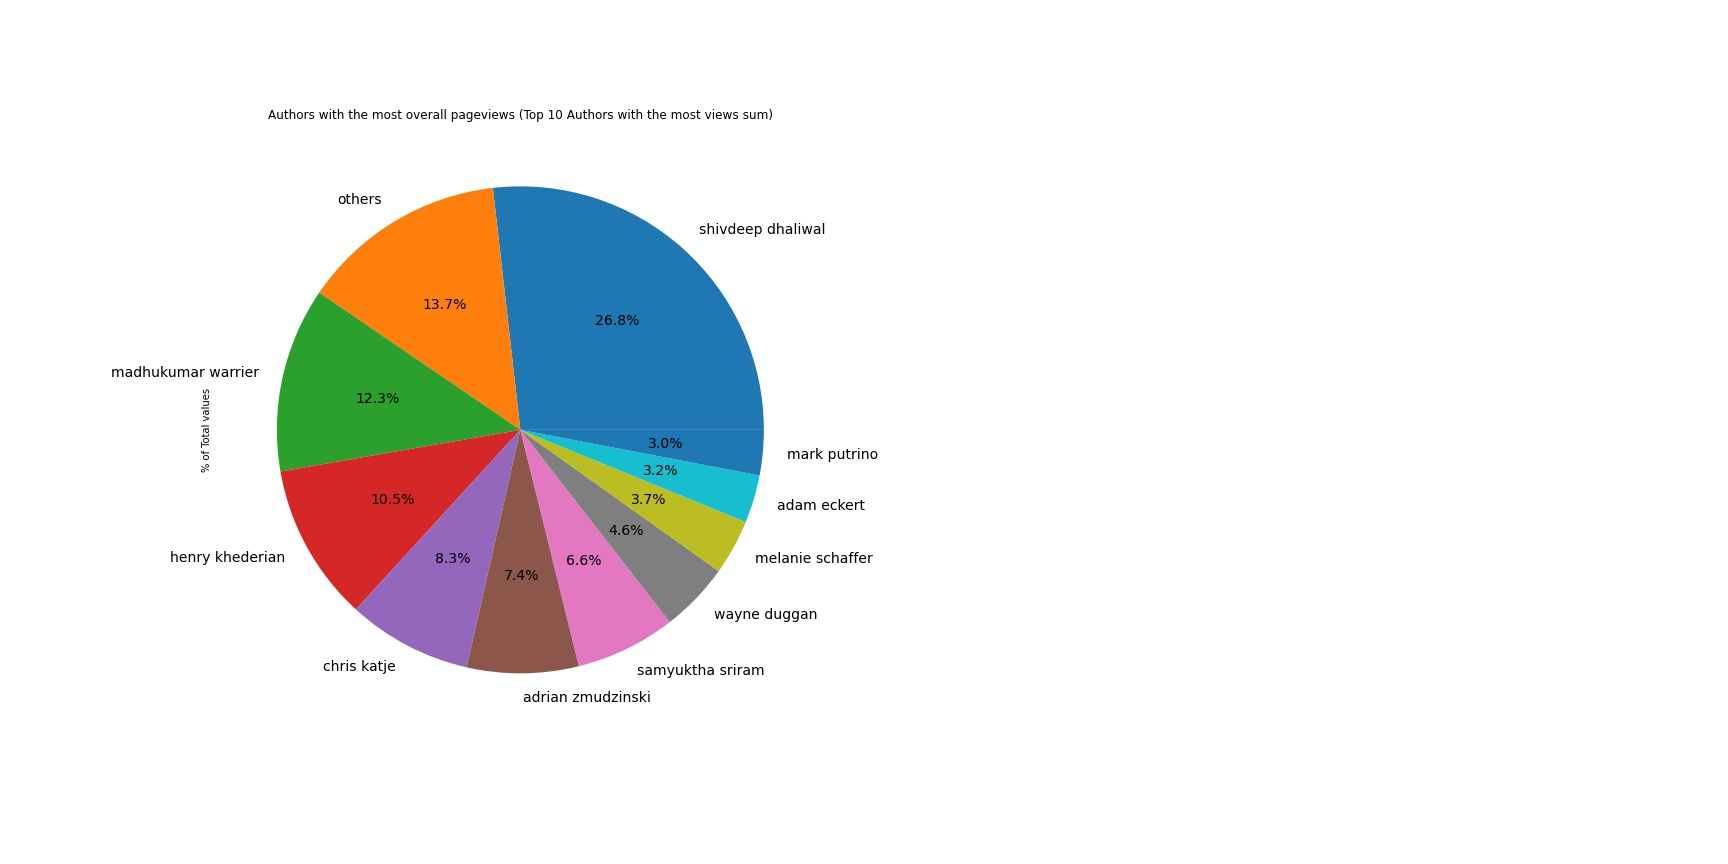 Authors with the most overall pageviews (Top 10 Authors with the most views sum)
others
shivdeep dhaliwal
13.7%
26.8%
madhukumar warrier
12.3%
% of Total values
3.0%
mark putrino
3.2%
10.5%
3.7%
adam eckert
4.6%
henry khederian
8.3%
6.6%
melanie schaffer
7.4%
wayne duggan
chris katje
samyuktha sriram
adrian zmudzinski